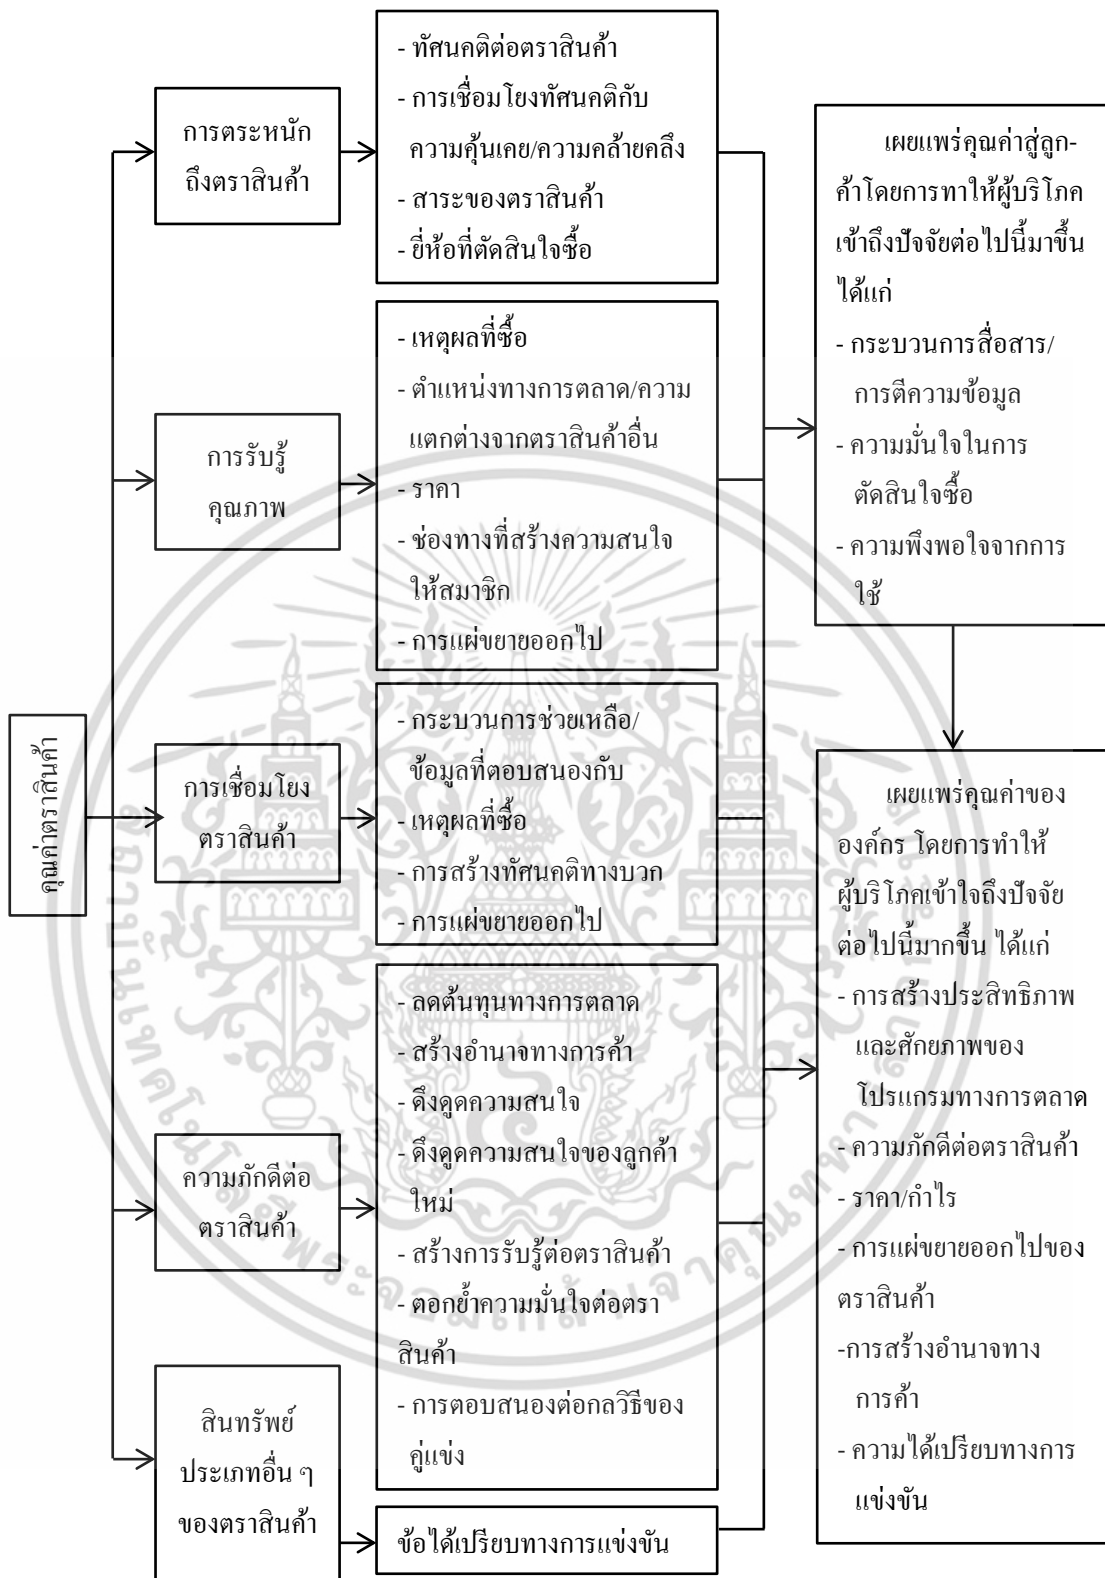 คุณค่าตราสินค้า
การตระหนัก
ถึงตราสินค้า
- ทัศนคติต่อตราสินค้า
- การเชื่อมโยงทัศนคติกับ
ความคุ้นเคย/ความคล้ายคลึง
- สาระของตราสินค้า
- ยี่ห้อที่ตัดสินใจซื้อ
การรับรู้
คุณภาพ
- เหตุผลที่ซื้อ
- ตำแหน่งทางการตลาด/ความ
แตกต่างจากตราสินค้าอื่น
- ราคา
- ช่องทางที่สร้างความสนใจ
ให้สมาชิก
- การแผ่ขยายออกไป
การเชื่อมโยง
ตราสินค้า
- กระบวนการช่วยเหลือ/
ข้อมูลที่ตอบสนองกับ
- เหตุผลที่ซื้อ
- การสร้างทัศนคติทางบวก
- การแผ่ขยายออกไป
ความภักดีต่อ
ตราสินค้า
- ลดต้นทุนทางการตลาด
- สร้างอำนาจทางการค้า
- ดึงดูดความสนใจ
- ดึงดูดความสนใจของลูกค้า
ใหม่
- สร้างการรับรู้ต่อตราสินค้า
- ตอกย้ำความมั่นใจต่อตรา
สินค้า
- การตอบสนองต่อกลวิธีของ
คู่แข่ง
สินทรัพย์
ประเภทอื่น ๆ
ของตราสินค้า
ข้อได้เปรียบทางการแข่งขัน
เผยแพร่คุณค่าสู่ลูก-
ค้าโดยการทาให้ผู้บริโภค
เข้าถึงปัจจัยต่อไปนี้มาขึ้น
ได้แก่
- กระบวนการสื่อสาร/
การตีความข้อมูล
- ความมั่นใจในการ
ตัดสินใจซื้อ
- ความพึงพอใจจากการ
ใช้
เผยแพร่คุณค่าของ
องค์กร โดยการทำให้
ผู้บริโภคเข้าใจถึงปัจจัย
ต่อไปนี้มากขึ้น ได้แก่
- การสร้างประสิทธิภาพ
และศักยภาพของ
โปรแกรมทางการตลาด
- ความภักดีต่อตราสินค้า
- ราคา/กำไร
- การแผ่ขยายออกไปของ
ตราสินค้า
-การสร้างอำนาจทาง
การค้า
- ความได้เปรียบทางการ
แข่งขัน